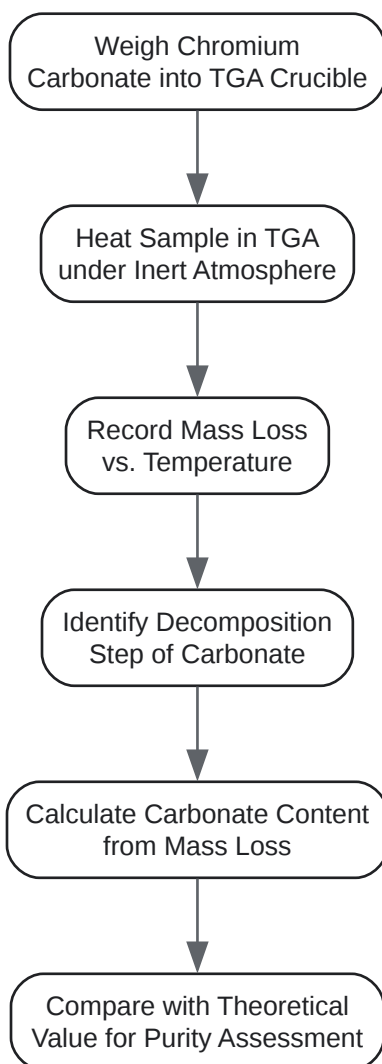 Weigh Chromium
Carbonate into TGA Crucible
Heat Sample in TGA
under Inert Atmosphere
Record Mass Loss
vs. Temperature
Identify Decomposition
Step of Carbonate
Calculate Carbonate Content
from Mass Loss
Compare with Theoretical
Value for Purity Assessment